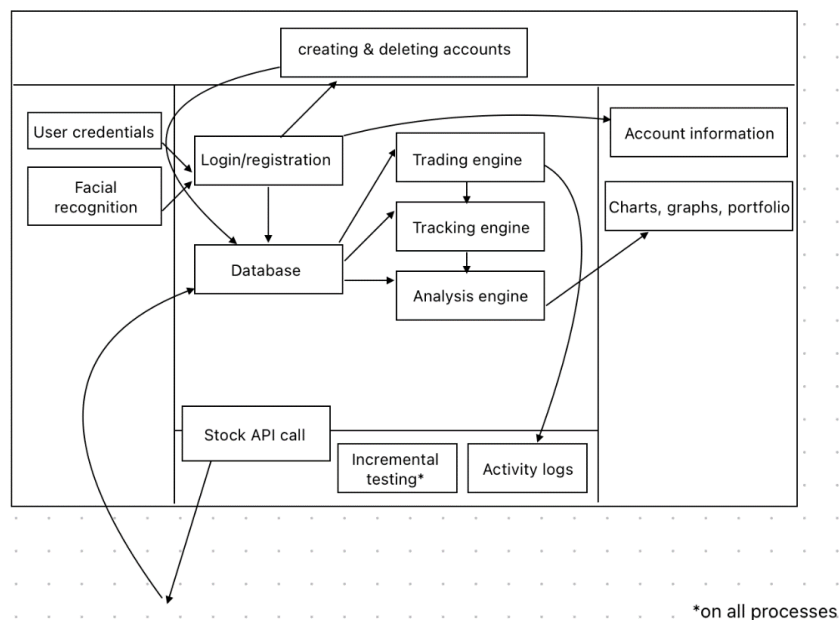 creating & deleting accounts
User credentials
Facial
recognition
Login/registration
Database
Trading engine
Tracking engine
Analysis engine
Account information
Charts, graphs, portfolio
Stock API call
Incremental
testing*
Activity logs
*on all processes